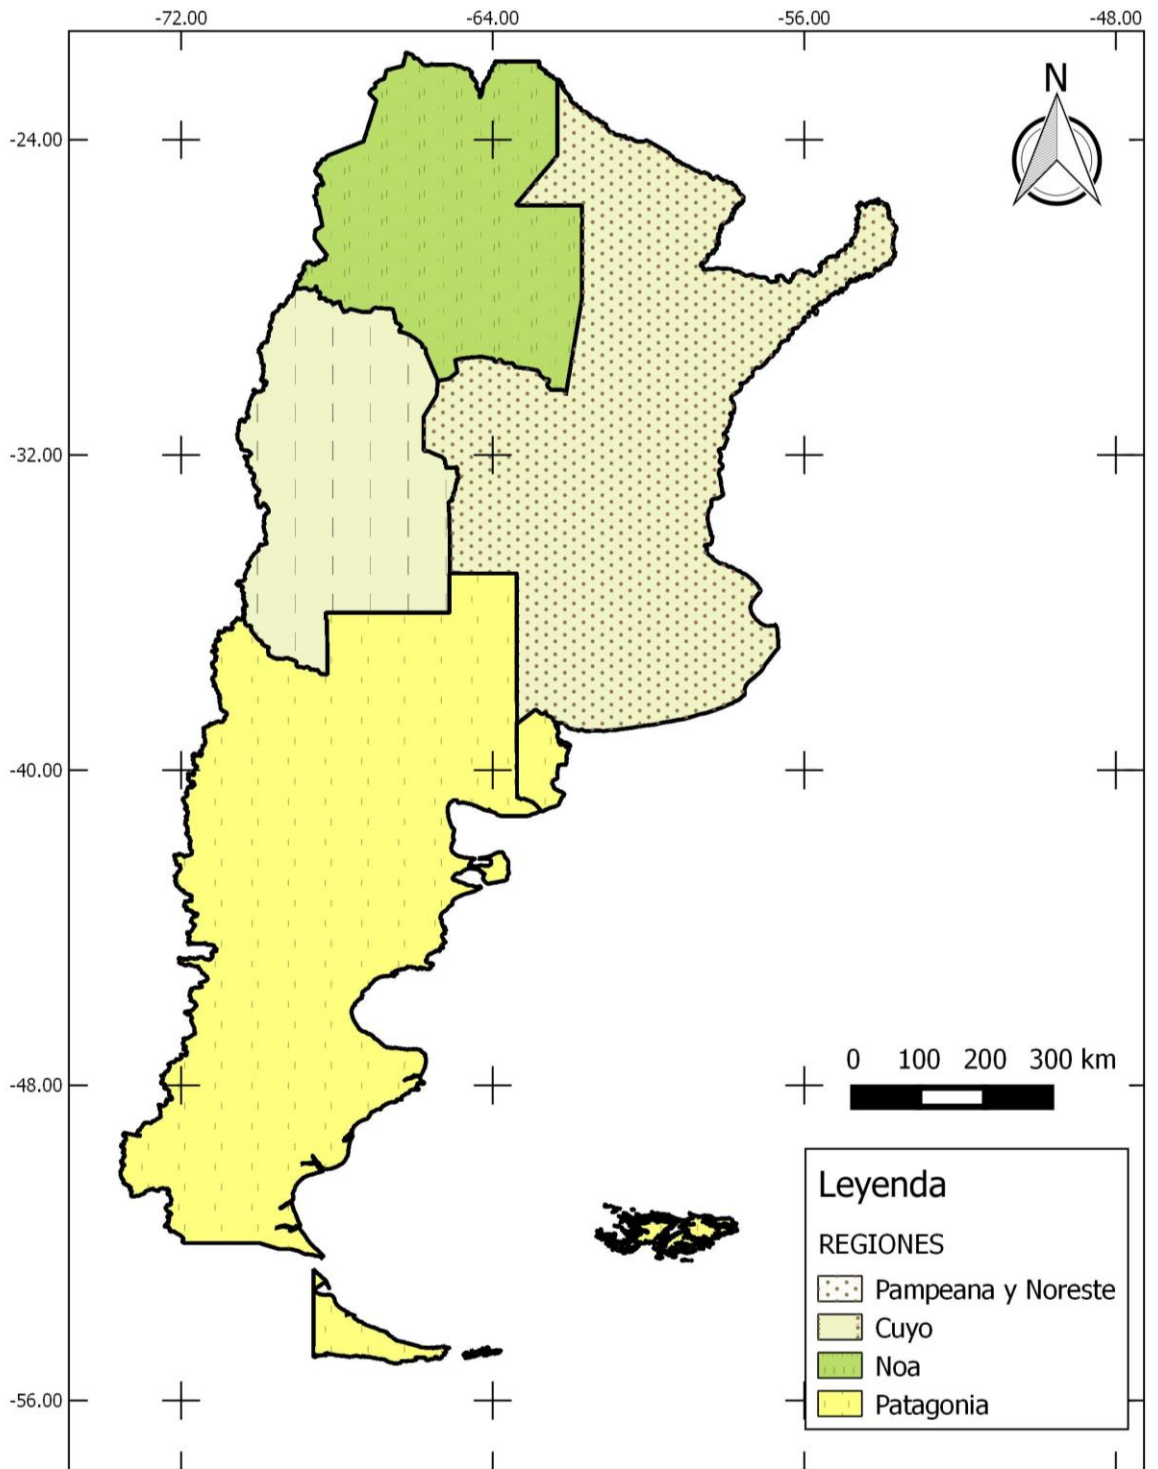 -72.00 -64.00 -56.00 -48.00
N
-24.00
-32.00
-40.00
-48.00
0 100 200 300 km
Leyenda
REGIONES
Pampeana y Noreste
Cuyo
Noa
Patagonia
-56.00